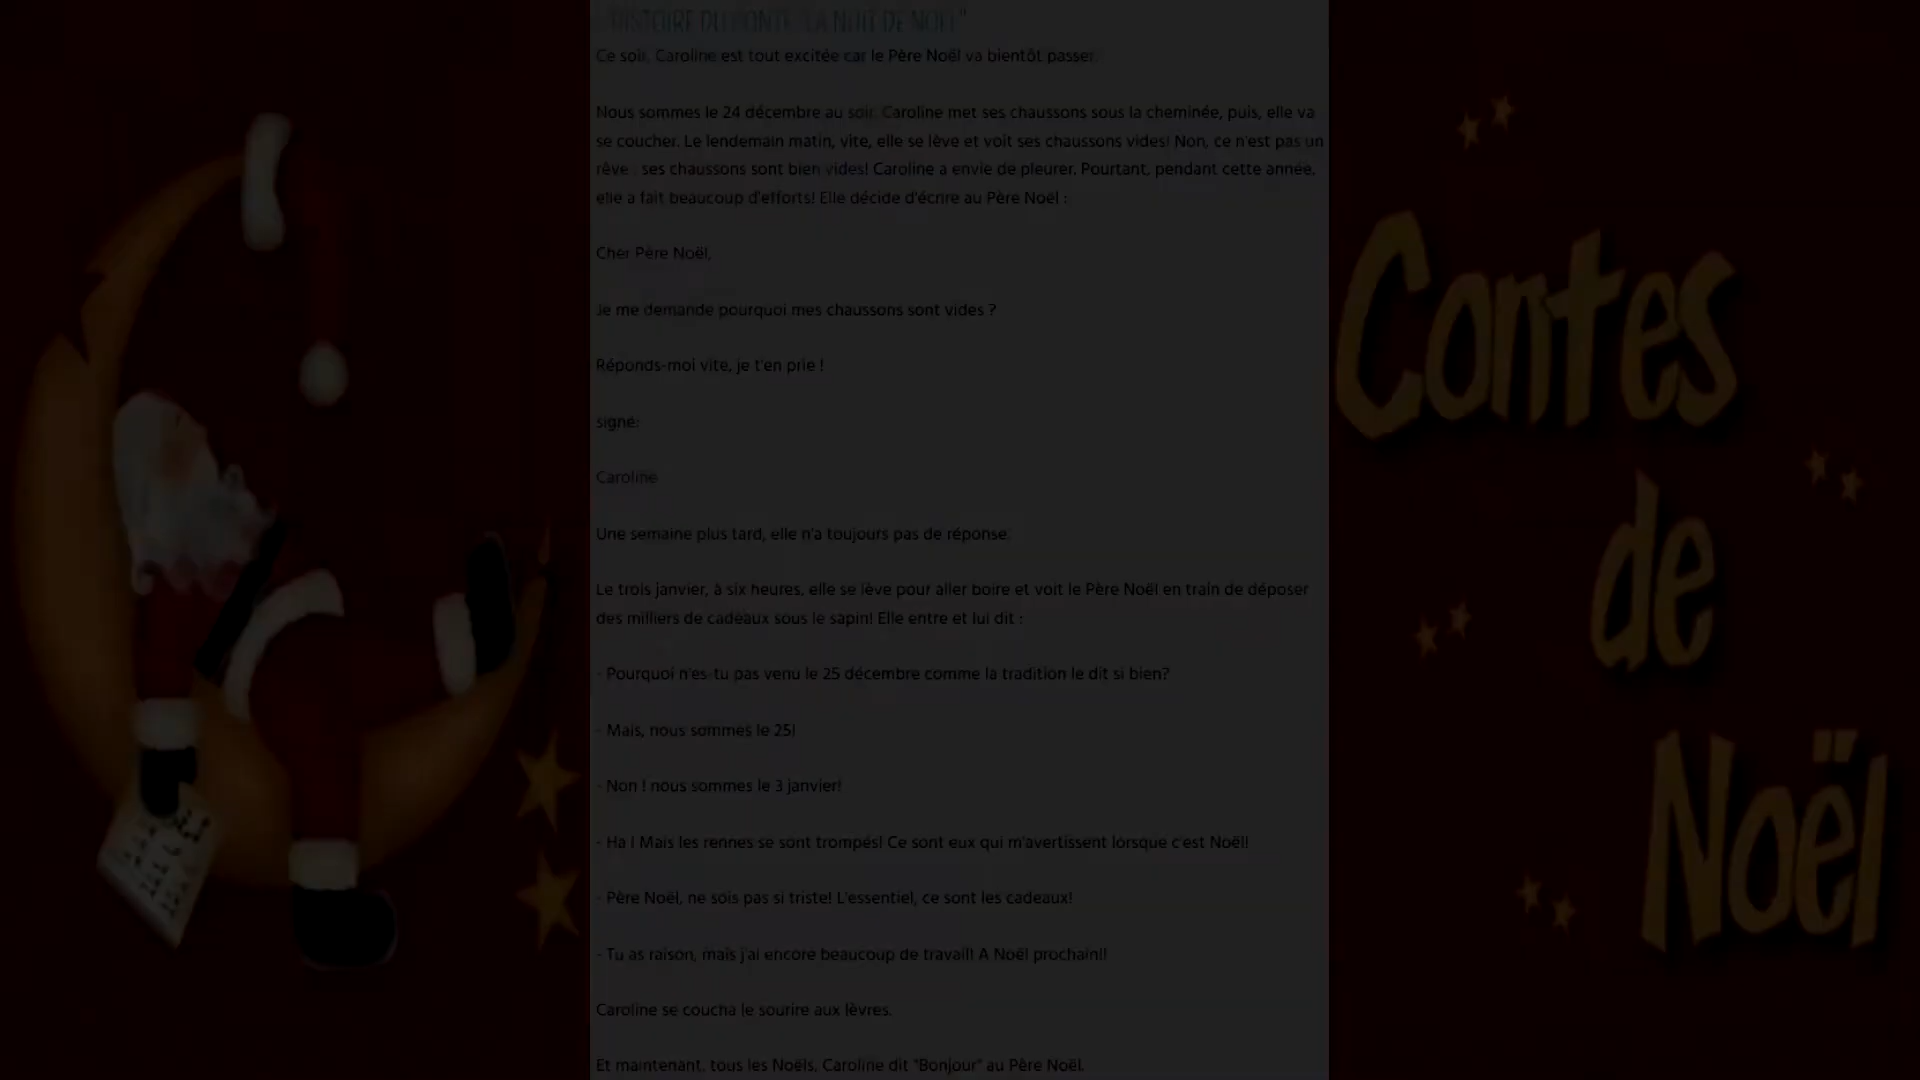 HISTOIRE DU CONTE "LA NUIT DE NOËL"
Ce soir, Caroline est tout excitée car le Père Noël va bientôt passer.
Nous sommes le 24 décembre au soir. Caroline met ses chaussons sous la cheminée, puis, elle va
se coucher. Le lendemain matin, vite, elle se lève et voit ses chaussons vides! Non, ce n'est pas un
rêve : ses chaussons sont bien vides! Caroline a envie de pleurer. Pourtant, pendant cette année,
elle a fait beaucoup d'efforts! Elle décide d'écrire au Père Noël :
Cher Père Noël,
Je me demande pourquoi mes chaussons sont vides ?
Réponds-moi vite, je t'en prie !
signé:
Caroline
Une semaine plus tard, elle n'a toujours pas de réponse.
Le trois janvier, à six heures, elle se lève pour aller boire et voit le Père Noël en train de déposer
des milliers de cadeaux sous le sapin! Elle entre et lui dit :
- Pourquoi n'es-tu pas venu le 25 décembre comme la tradition le dit si bien?
- Mais, nous sommes le 25!
- Non ! nous sommes le 3 janvier!
- Ha ! Mais les rennes se sont trompés! Ce sont eux qui m'avertissent lorsque c'est Noël!
- Père Noël, ne sois pas si triste! L'essentiel, ce sont les cadeaux!
- Tu as raison, mais j'ai encore beaucoup de travail! A Noël prochain!!
Caroline se coucha le sourire aux lèvres.
Et maintenant, tous les Noëls, Caroline dit "Bonjour" au Père Noël.
Contes
de
Noël